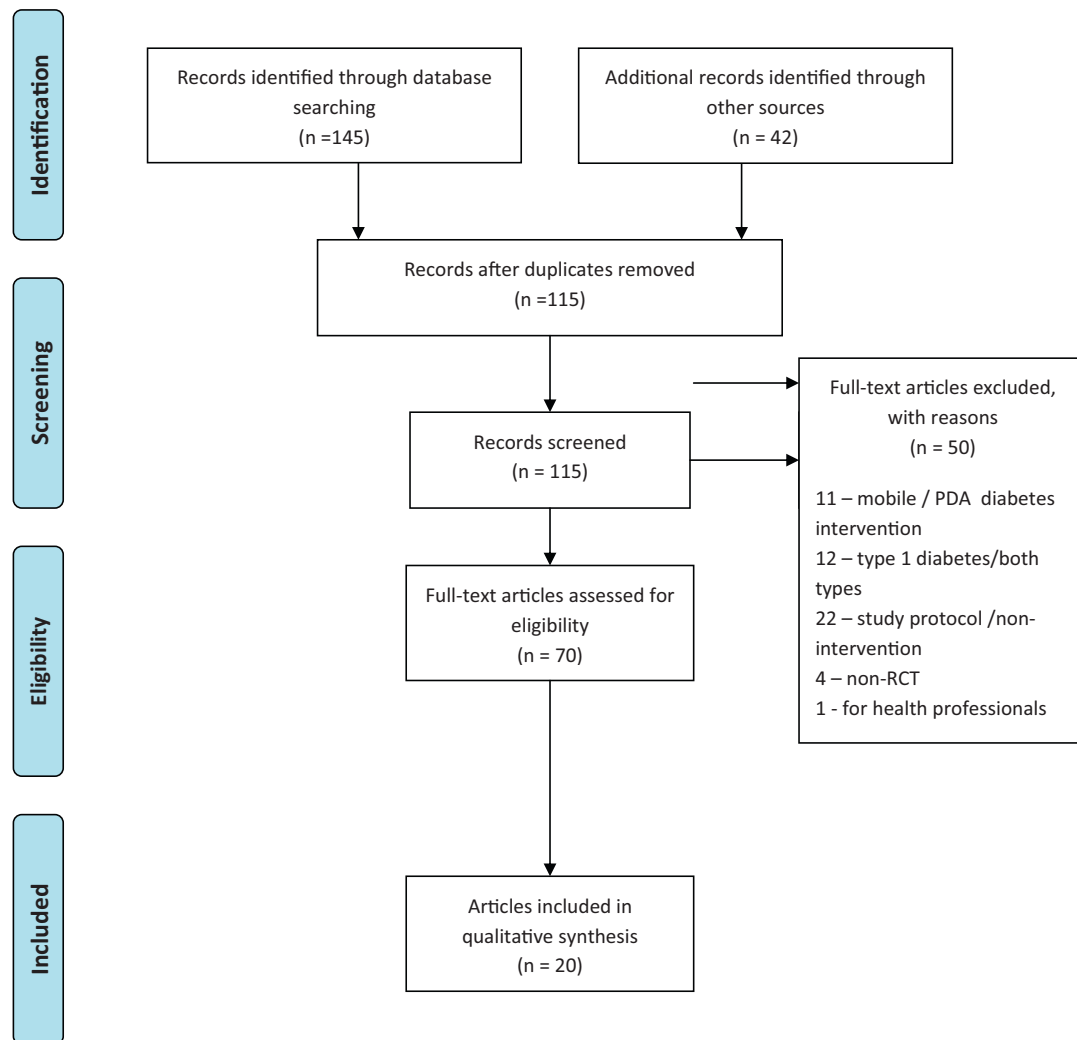 Identification
Records identified through database
searching
(n =145)
Additional records identified through
other sources
(n = 42)
Records after duplicates removed
(n =115)
Screening
Records screened
(n = 115)
Full-text articles excluded,
with reasons
(n = 50)
11 – mobile / PDA  diabetes
intervention
12 – type 1 diabetes/both
types
22 – study protocol /non-
intervention
4 – non-RCT
1 - for health professionals
Eligibility
Full-text articles assessed for
eligibility
(n = 70)
Included
Articles included in
qualitative synthesis
(n = 20)